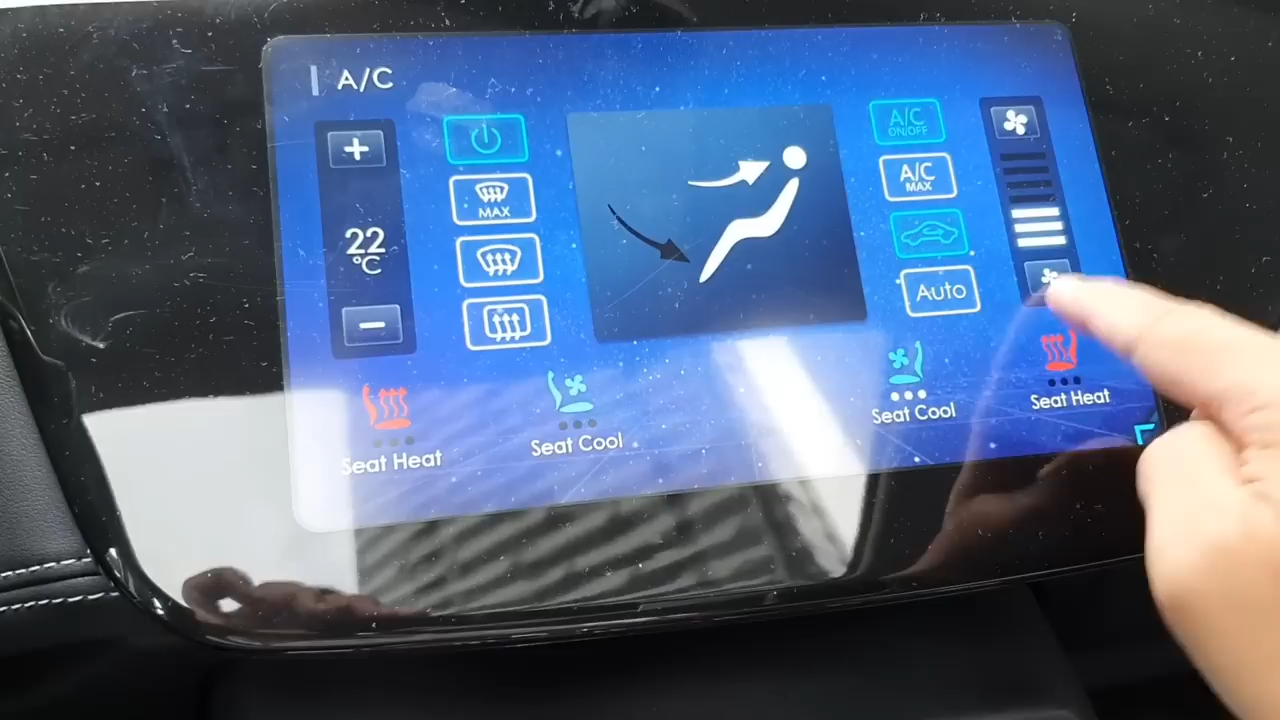 A/C
+
22
°C
−
MAX
A/C
ON/OFF
A/C
MAX
Auto
Seat Heat
Seat Cool
Seat Cool
Seat Heat